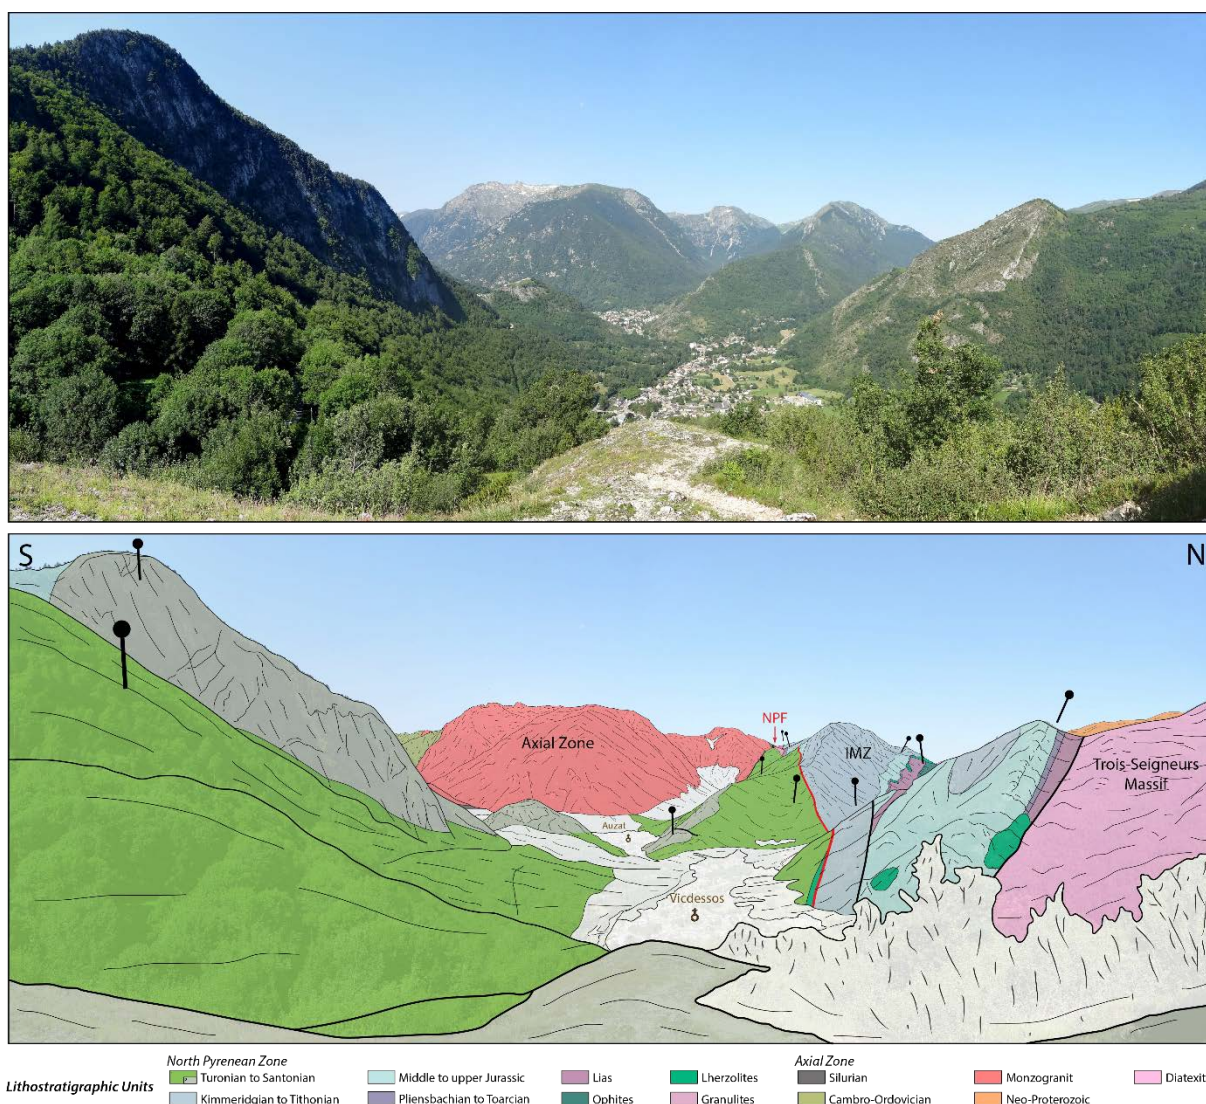 S N
NPF
Axial Zone
IMZ
Trois-Seigneurs
Massif
Auzat
Vicdessos
North Pyrenean Zone Axial Zone
Lithostratigraphic Units
Turonian to Santonian Middle to upper Jurassic Lias Lherzolites Silurian Monzogranit Diatexit
Kimmeridgian to Tithonian Pliensbachian to Toarcian Ophites Granulites Cambro-Ordovician Neo-Proterozoic